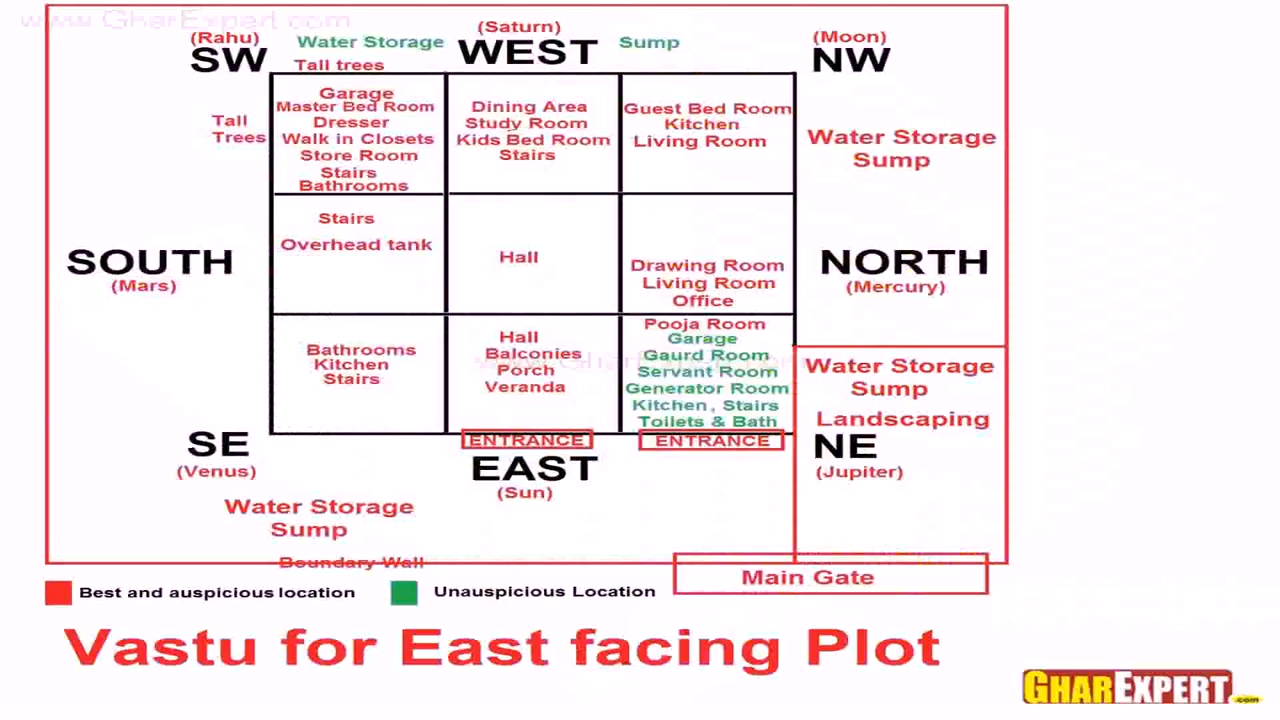 www.GharExpert.com
(Rahu)
SW
Water Storage
Tall trees
(Saturn)
WEST
Sump
(Moon)
NW
Tall
Trees
Garage
Master Bed Room
Dresser
Walk in Closets
Store Room
Stairs
Bathrooms
Dining Area
Study Room
Kids Bed Room
Stairs
Guest Bed Room
Kitchen
Living Room
Water Storage
Sump
SOUTH
(Mars)
Stairs
Overhead tank
Hall
Drawing Room
Living Room
Office
NORTH
(Mercury)
Bathrooms
Kitchen
Stairs
Hall
Balconies
Porch
Veranda
Pooja Room
Garage
Gaurd Room
Servant Room
Generator Room
Kitchen, Stairs
Toilets & Bath
Water Storage
Sump
Landscaping
NE
(Jupiter)
SE
(Venus)
ENTRANCE
ENTRANCE
EAST
(Sun)
Water Storage
Sump
Boundary Wall
Main Gate
Best and auspicious location
Unauspicious Location
Vastu for East facing Plot
GHAREXPERT.com